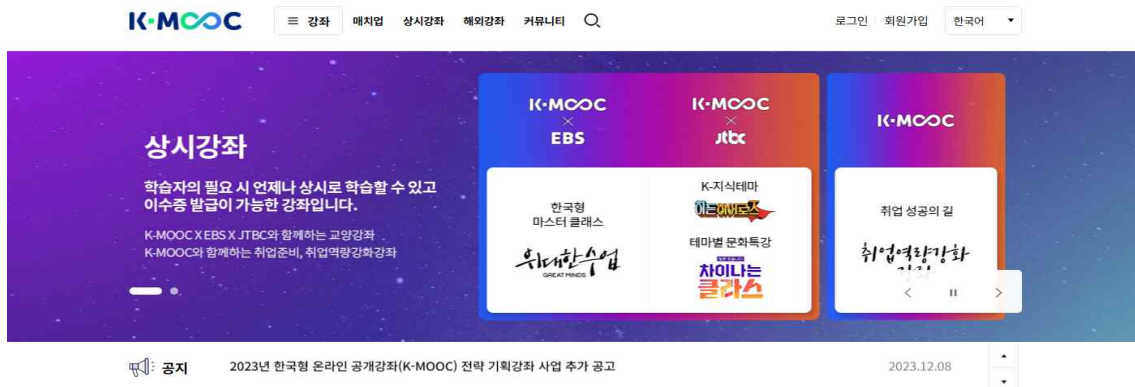 K-MOOC
강좌
매치업
상시강좌
해외강좌
커뮤니티
로그인
회원가입
한국어
상시강좌
학습자의 필요 시 언제나 상시로 학습할 수 있고
이수증 발급이 가능한 강좌입니다.
K-MOOC X EBS X JTBC와 함께하는 교양강좌
K-MOOC와 함께하는 취업준비, 취업역량강화강좌
K-MOOC
×
EBS
한국형
마스터 클래스
위대한수업
GREAT MINDS
K-MOOC
×
jtbc
K-지식테마
아는히어로즈
테마별 문화특강
차이나는
클라스
K-MOOC
취업 성공의 길
취업역량강화
공지
2023년 한국형 온라인 공개강좌(K-MOOC) 전략 기획강좌 사업 추가 공고
2023.12.08